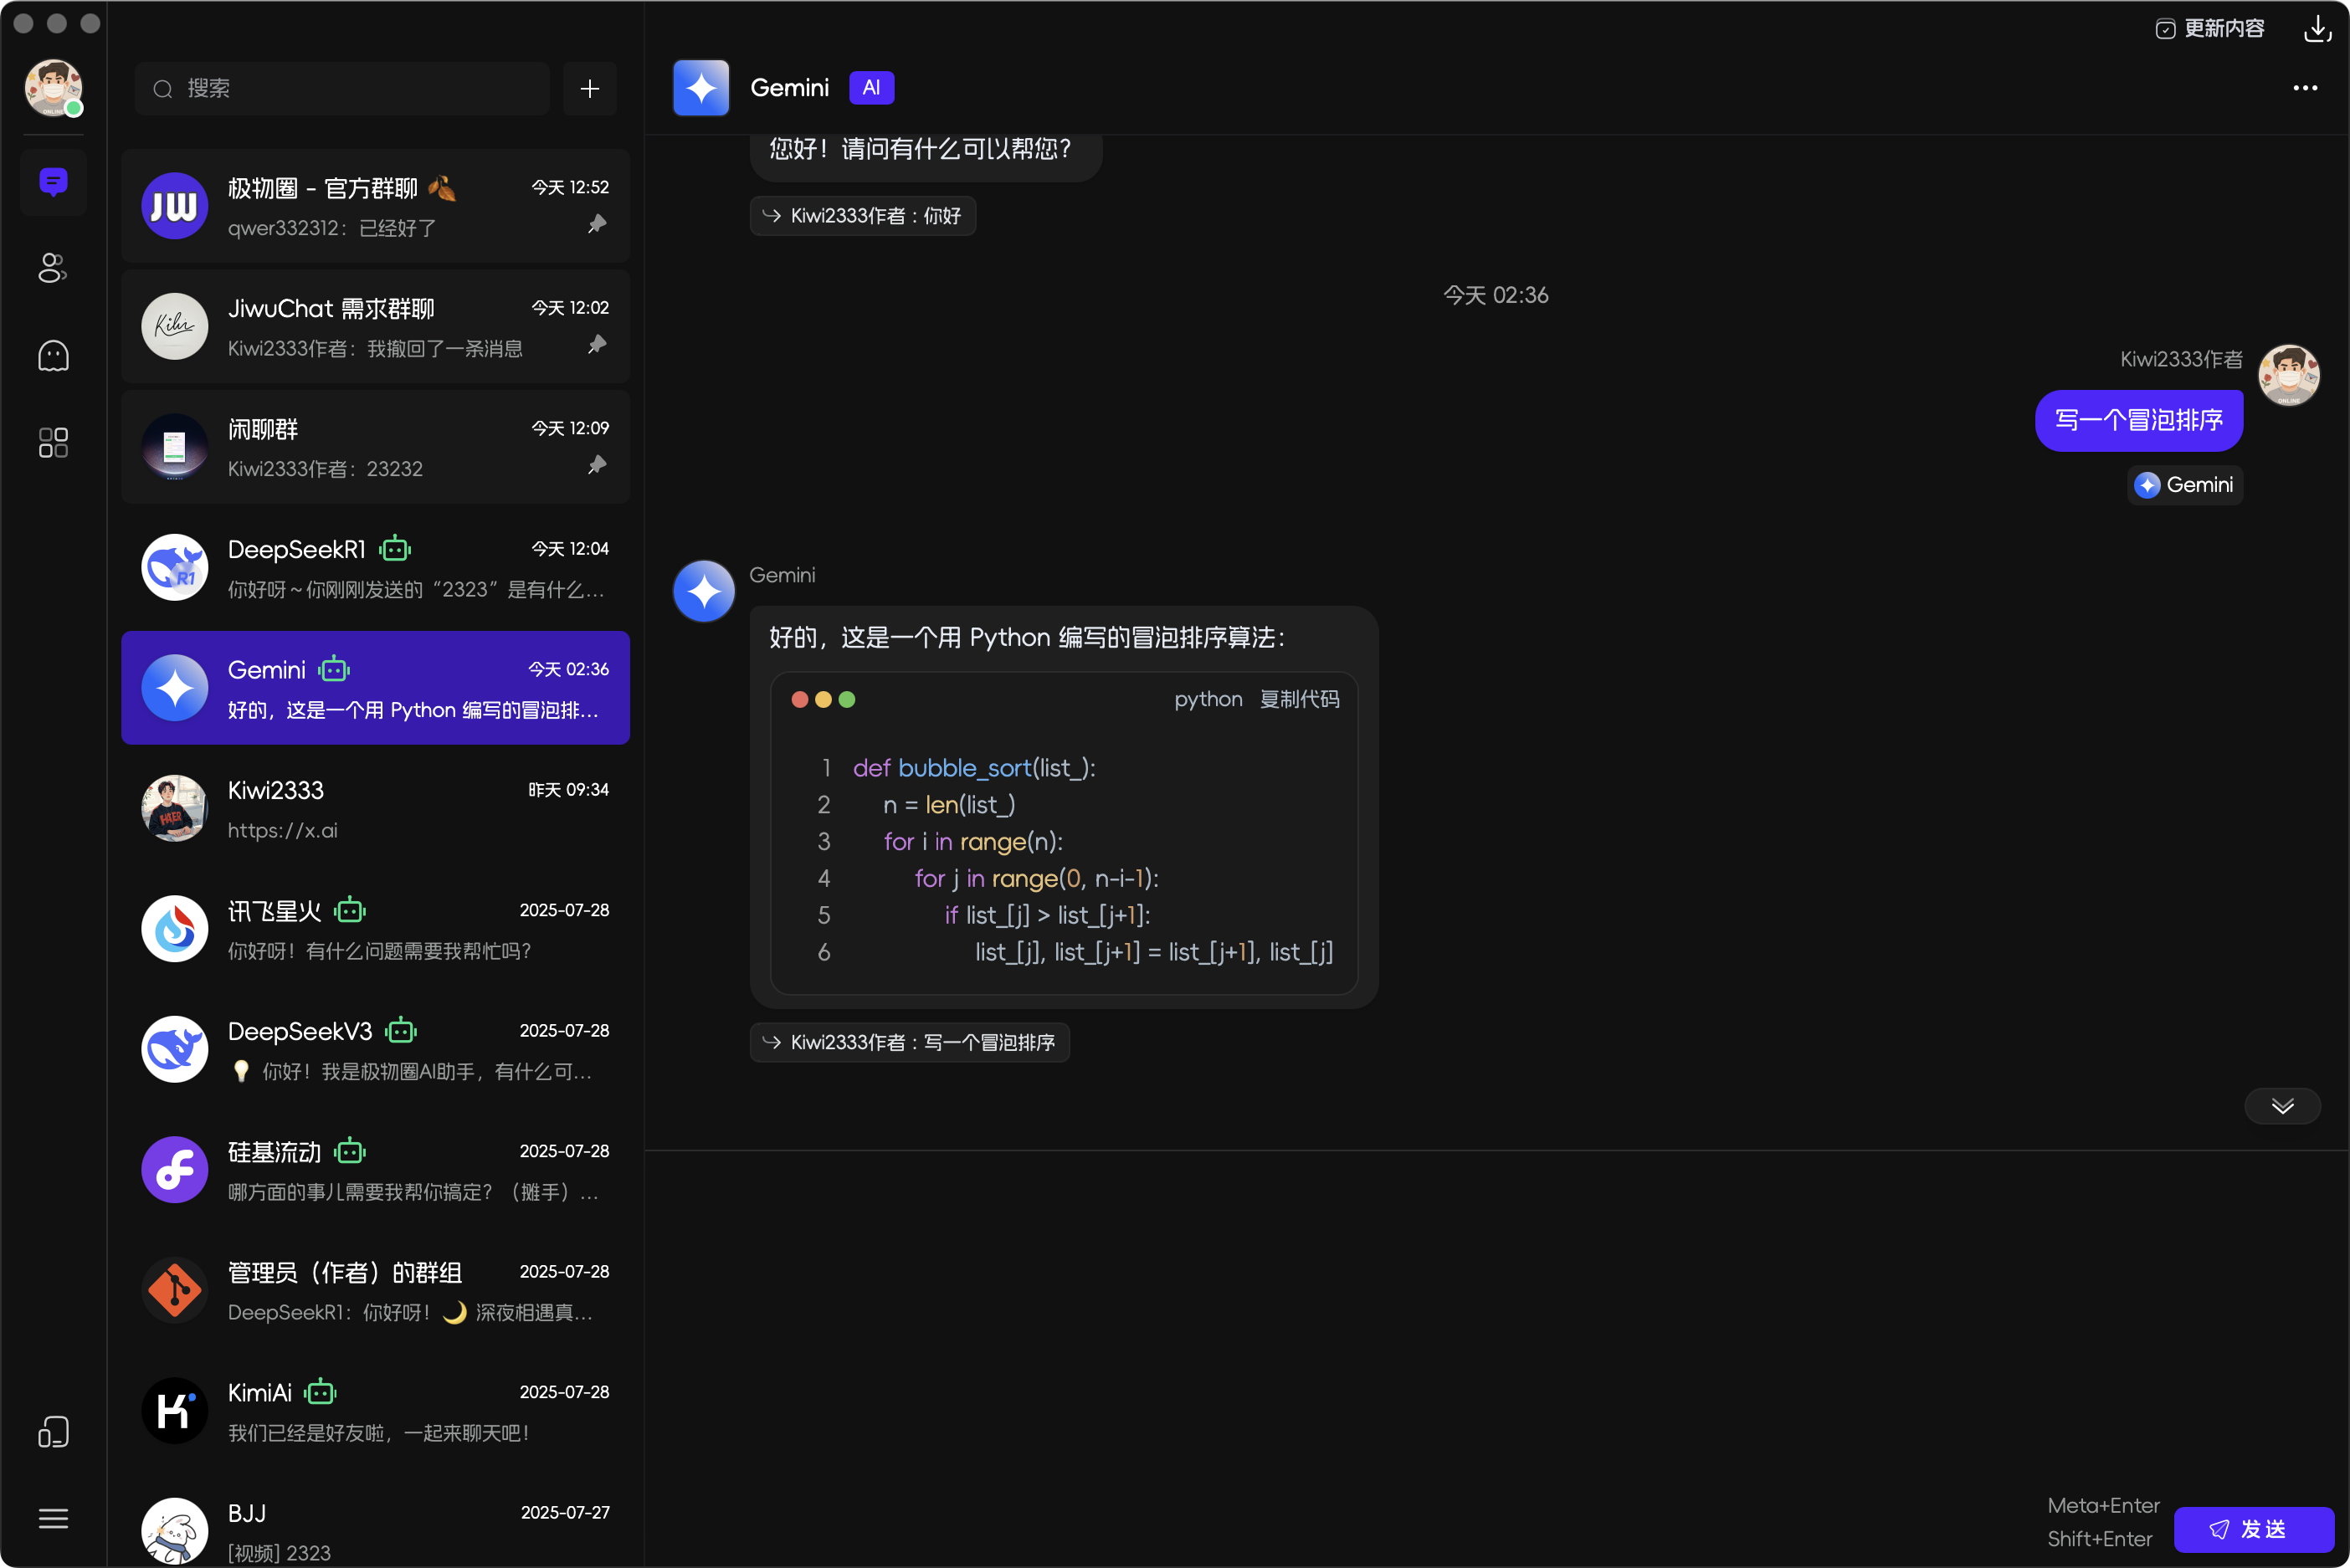 更新内容
搜索
极物圈 - 官方群聊 🍂 今天 12:52
qwer332312：已经好了
JiwuChat 需求群聊 今天 12:02
Kiwi2333作者：我撤回了一条消息
闲聊群 今天 12:09
Kiwi2333作者：23232
DeepSeekR1 今天 12:04
你好呀～你刚刚发送的“2323”是有什么...
Gemini 今天 02:36
好的，这是一个用 Python 编写的冒泡排...
Kiwi2333 昨天 09:34
https://x.ai
讯飞星火 2025-07-28
你好呀！有什么问题需要我帮忙吗？
DeepSeekV3 2025-07-28
💡 你好！我是极物圈AI助手，有什么可...
硅基流动 2025-07-28
哪方面的事儿需要我帮你搞定？（摊手）...
管理员（作者）的群组 2025-07-28
DeepSeekR1：你好呀！🌙 深夜相遇真...
KimiAi 2025-07-28
我们已经是好友啦，一起来聊天吧！
BJJ 2025-07-27
[视频] 2323
Gemini AI
您好！请问有什么可以帮您？
Kiwi2333作者 : 你好
今天 02:36
Kiwi2333作者
写一个冒泡排序
Gemini
Gemini
好的，这是一个用 Python 编写的冒泡排序算法：
python 复制代码
1 def bubble_sort(list_):
2 n = len(list_)
3 for i in range(n):
4 for j in range(0, n-i-1):
5 if list_[j] > list_[j+1]:
6 list_[j], list_[j+1] = list_[j+1], list_[j]
Kiwi2333作者 : 写一个冒泡排序
Meta+Enter
Shift+Enter
发送
JW
R1
ONLINE